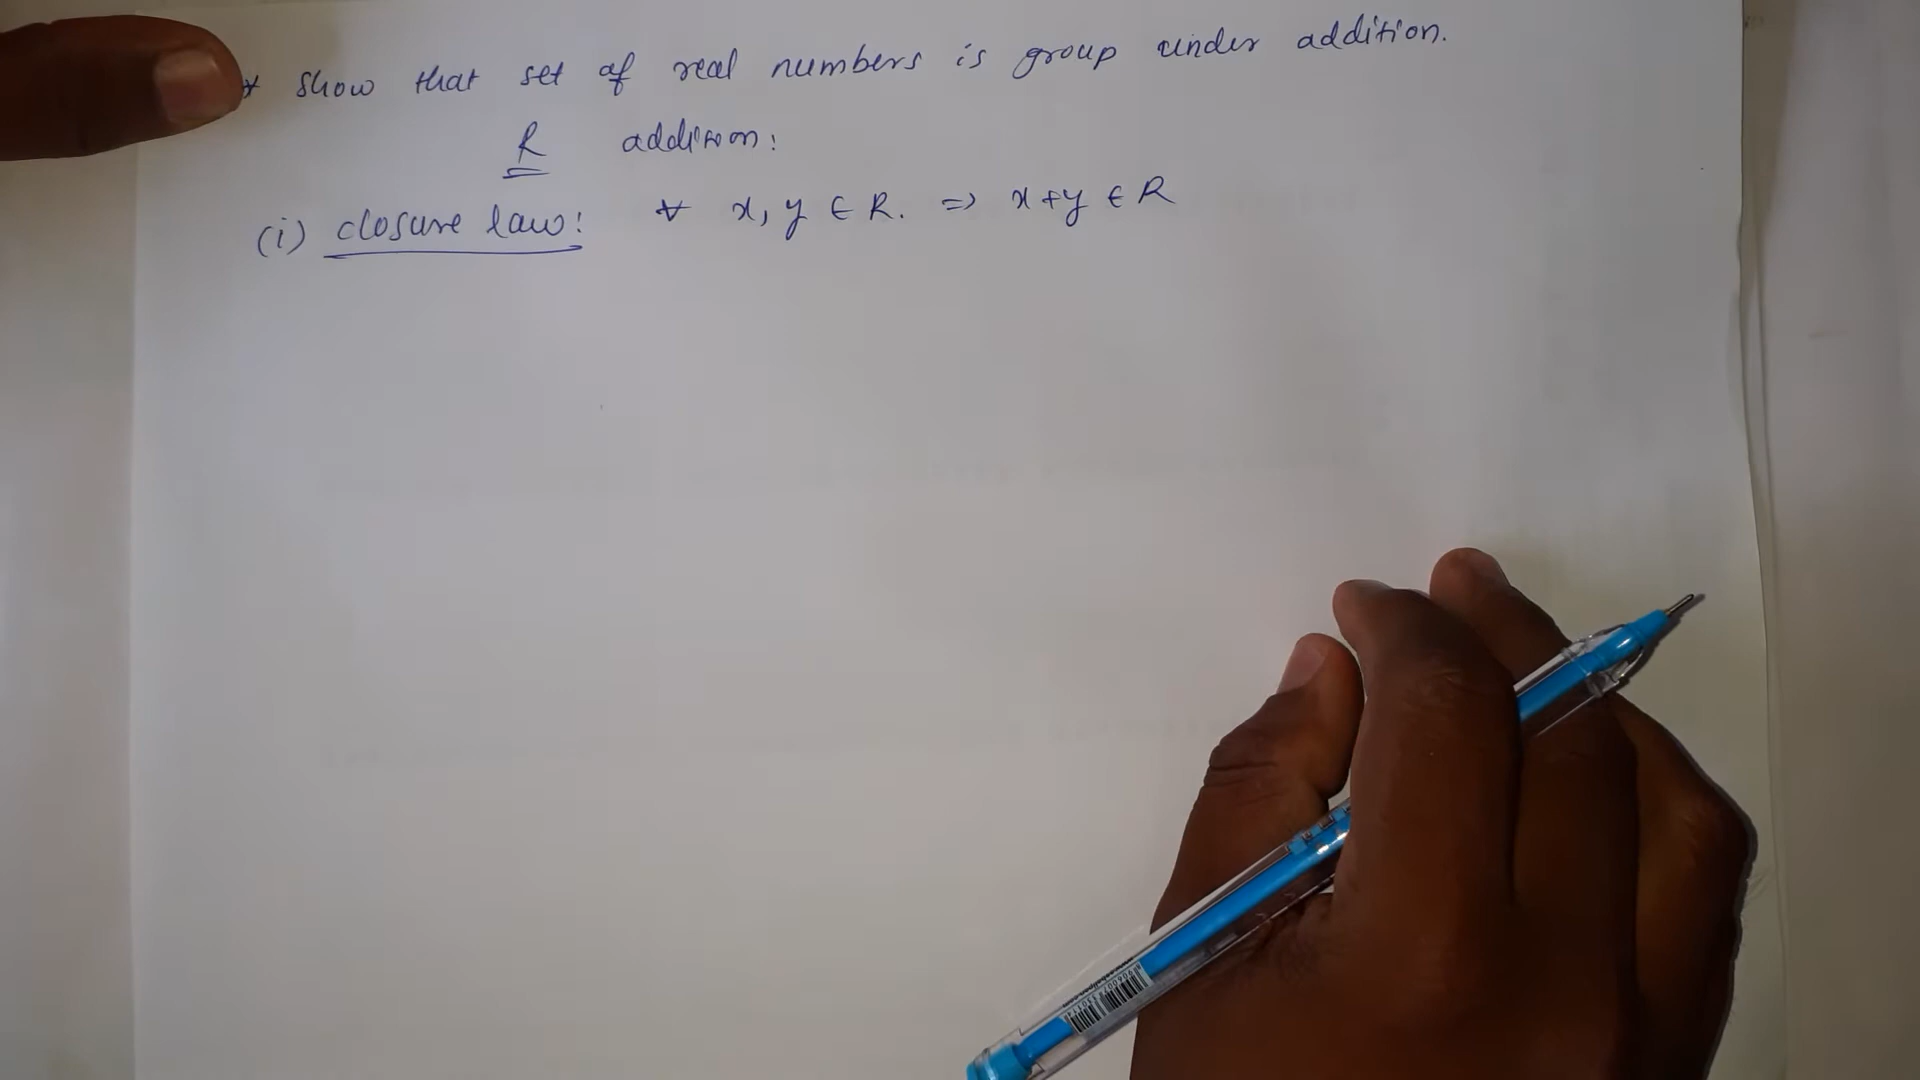 * show that set of real numbers is group under addition.
R addition:
(i) closure law: ∀ x, y ∈ R. => x+y ∈ R